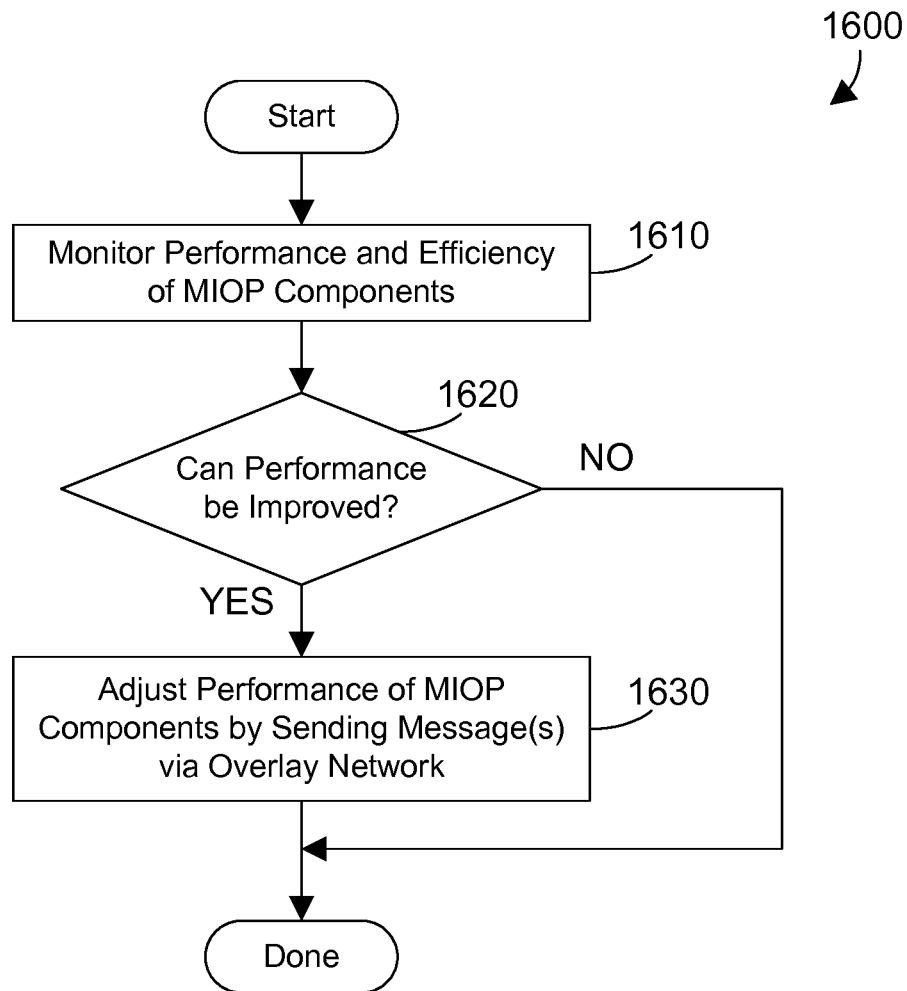 1600
Start
Monitor Performance and Efficiency
of MIOP Components
1610
1620
Can Performance
be Improved?
NO
YES
Adjust Performance of MIOP
Components by Sending Message(s)
via Overlay Network
1630
Done